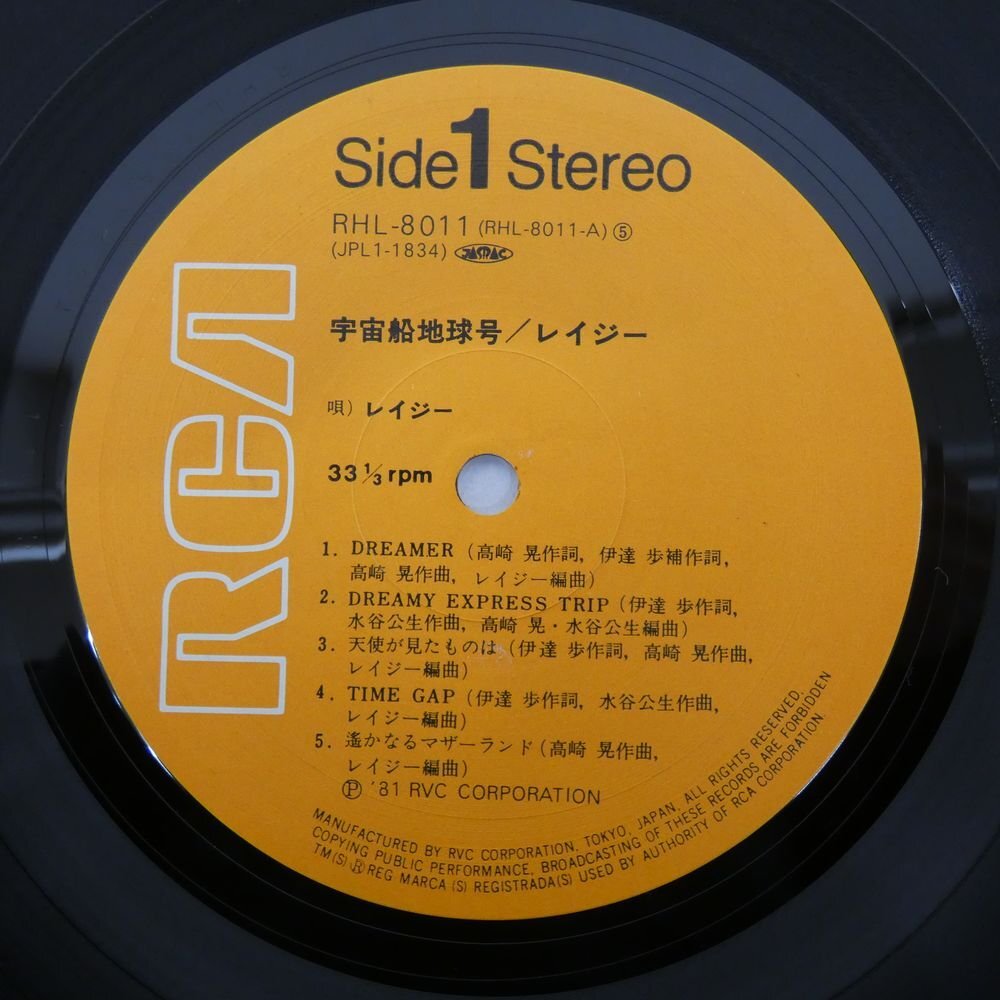 Side 1 Stereo
RHL-8011 (RHL-8011-A) ⑤
(JPL1-1834) JASRAC
RCA
宇宙船地球号／レイジー
唄）レイジー
33 1/3 rpm
1. DREAMER（高崎 晃作詞, 伊達 歩補作詞,
高崎 晃作曲, レイジー編曲）
2. DREAMY EXPRESS TRIP（伊達 歩作詞,
水谷公生作曲, 高崎 晃・水谷公生編曲）
3. 天使が見たものは（伊達 歩作詞, 高崎 晃作曲,
レイジー編曲）
4. TIME GAP（伊達 歩作詞, 水谷公生作曲,
レイジー編曲）
5. 遙かなるマザーランド（高崎 晃作曲,
レイジー編曲）
Ⓟ '81 RVC CORPORATION
MANUFACTURED BY RVC CORPORATION, TOKYO, JAPAN. ALL RIGHTS RESERVED.
COPYING PUBLIC PERFORMANCE, BROADCASTING OF THESE RECORDS ARE FORBIDDEN
TM(S) ® REG MARCA (S) REGISTRADA(S) USED BY AUTHORITY OF RCA CORPORATION